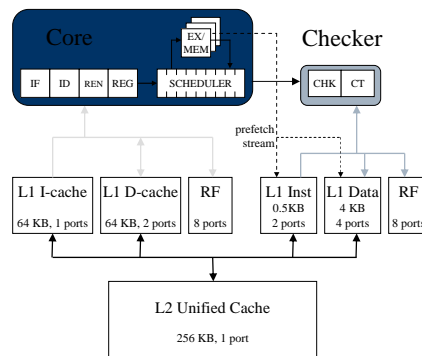 Core
Checker
EX/
MEM
IF ID REN REG
SCHEDULER
CHK CT
prefetch
stream
L1 I-cache
64 KB, 1 ports
L1 D-cache
64 KB, 2 ports
RF
8 ports
L1 Inst
0.5KB
2 ports
L1 Data
4 KB
4 ports
RF
8 ports
L2 Unified Cache
256 KB, 1 port